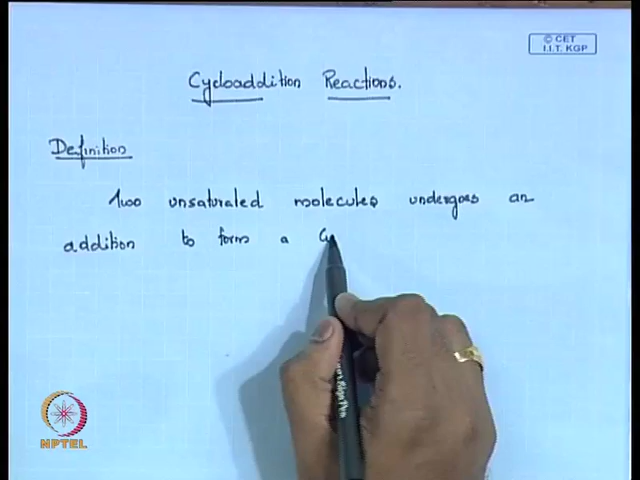 © CET
I.I.T. KGP
Cycloaddition Reactions.
Definition
Two unsaturated molecules undergoes an
addition to form a
NPTEL